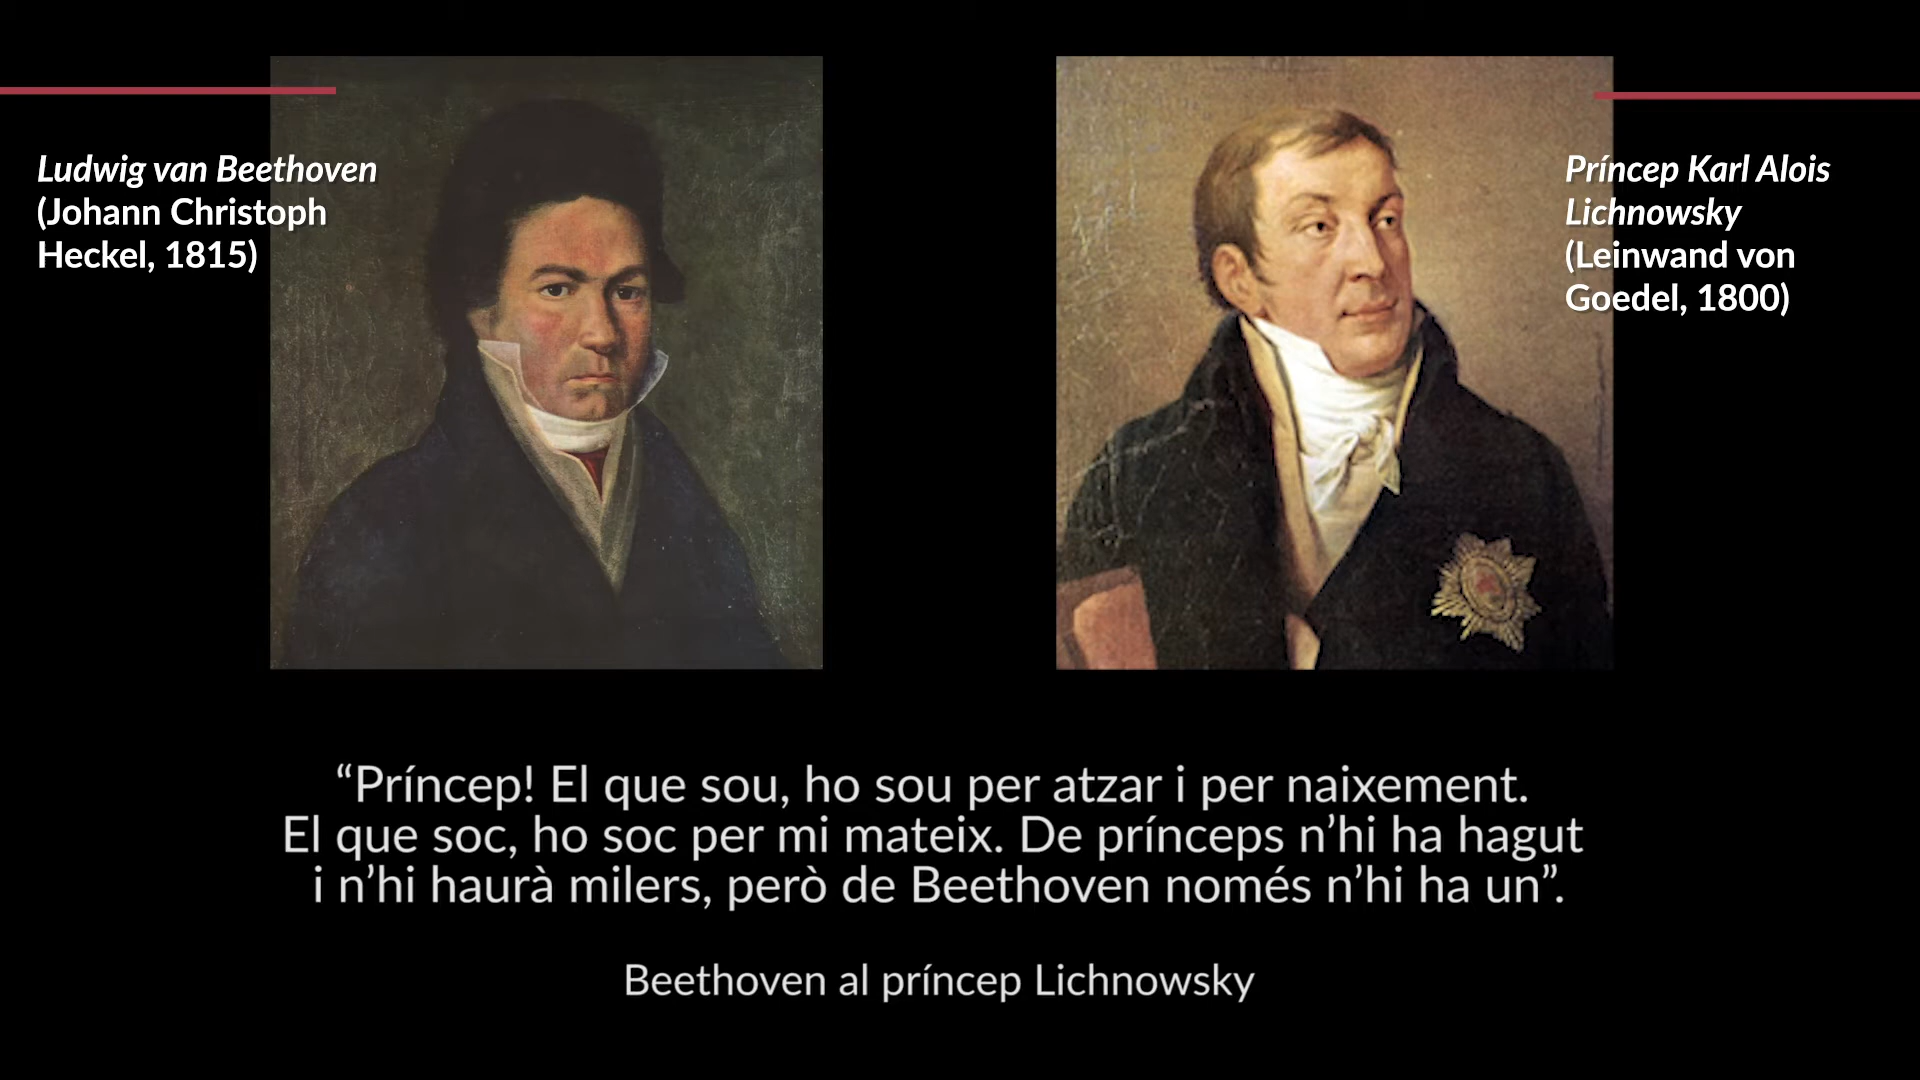 Ludwig van Beethoven
(Johann Christoph
Heckel, 1815)
Príncep Karl Alois
Lichnowsky
(Leinwand von
Goedel, 1800)
“Príncep! El que sou, ho sou per atzar i per naixement.
El que soc, ho soc per mi mateix. De prínceps n’hi ha hagut
i n’hi haurà milers, però de Beethoven només n’hi ha un”.
Beethoven al príncep Lichnowsky